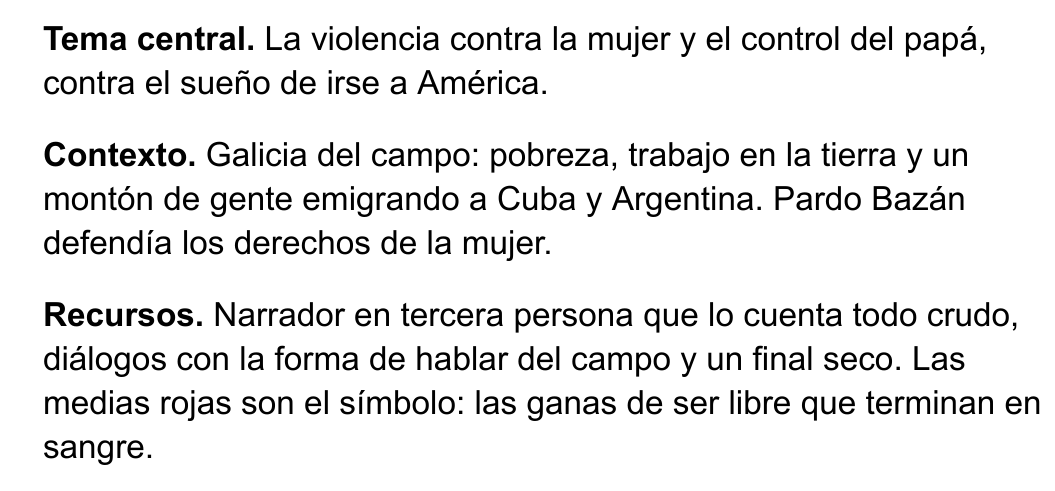 Tema central. La violencia contra la mujer y el control del papá,
contra el sueño de irse a América.
Contexto. Galicia del campo: pobreza, trabajo en la tierra y un
montón de gente emigrando a Cuba y Argentina. Pardo Bazán
defendía los derechos de la mujer.
Recursos. Narrador en tercera persona que lo cuenta todo crudo,
diálogos con la forma de hablar del campo y un final seco. Las
medias rojas son el símbolo: las ganas de ser libre que terminan en
sangre.